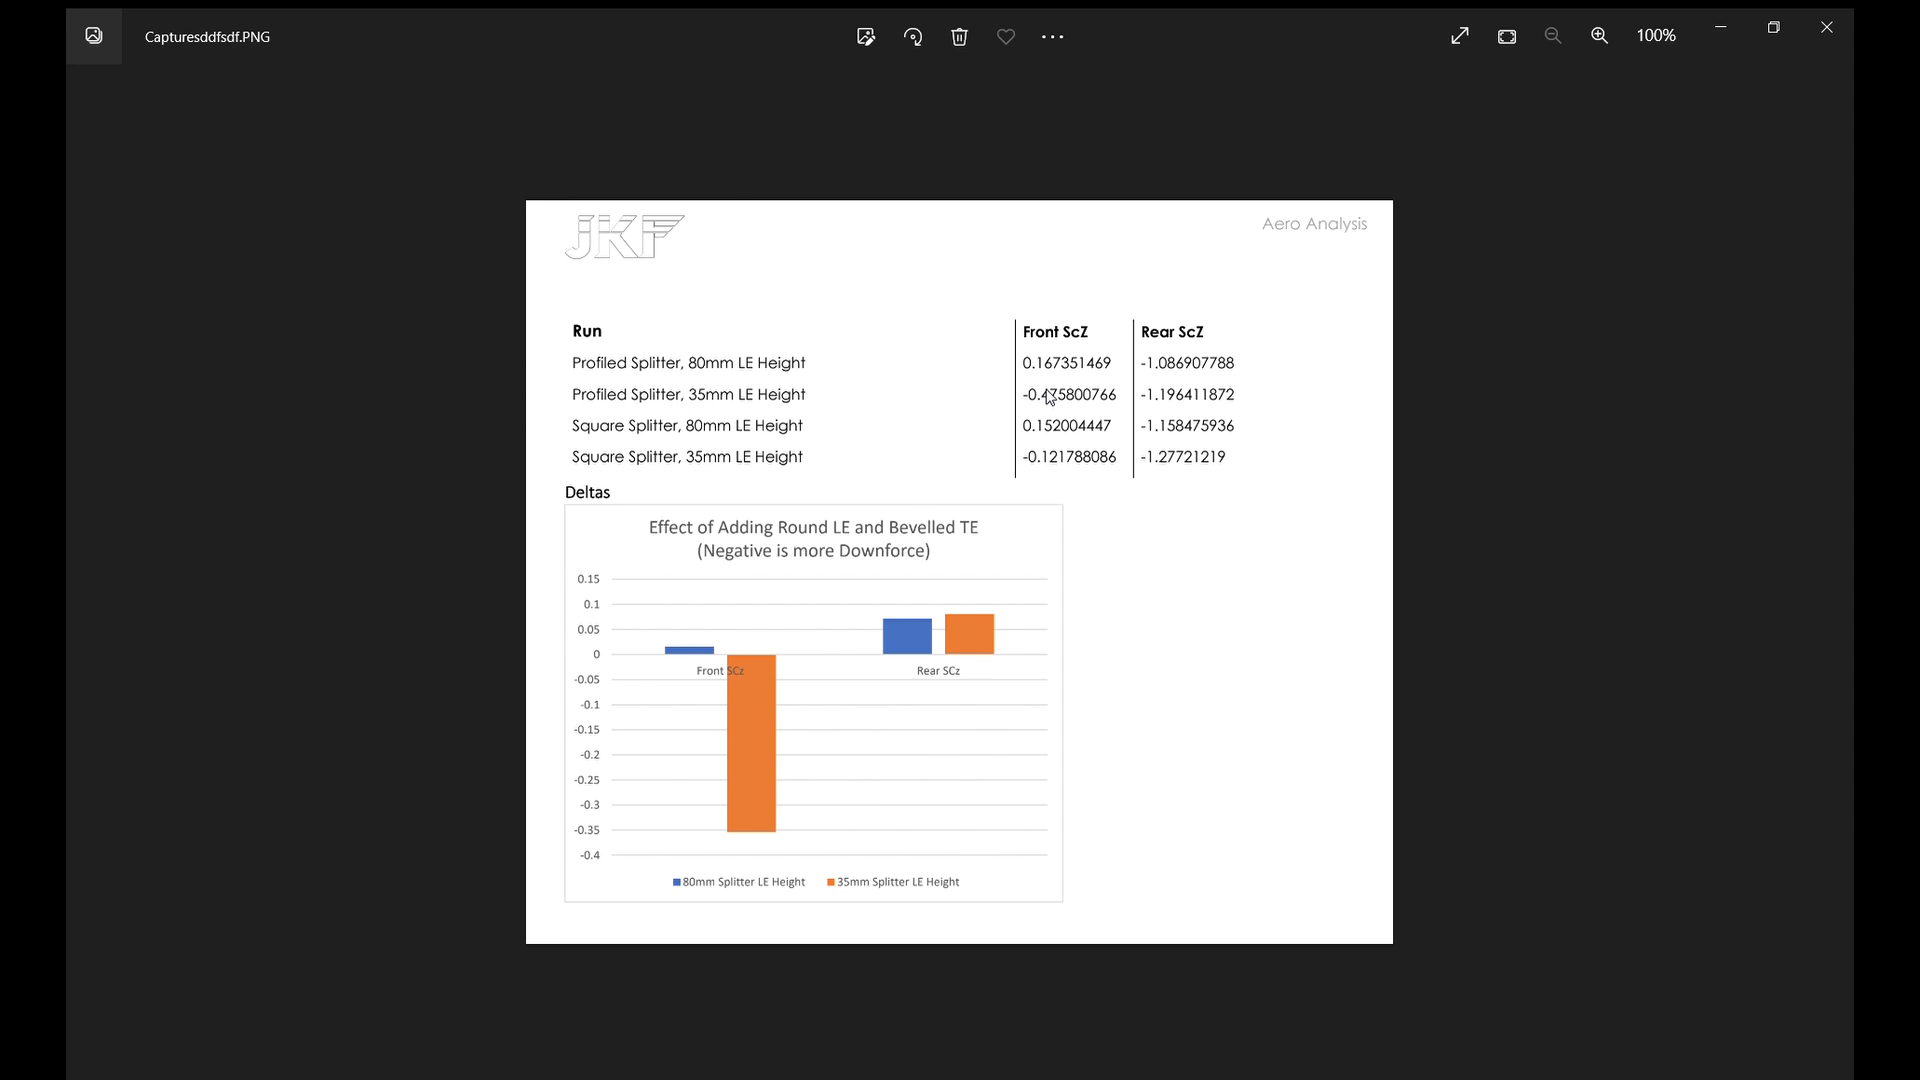 Capturesddfsdf.PNG
100%
JKF
Aero Analysis
Run Front ScZ Rear ScZ
Profiled Splitter, 80mm LE Height 0.167351469 -1.086907788
Profiled Splitter, 35mm LE Height -0.475800766 -1.196411872
Square Splitter, 80mm LE Height 0.152004447 -1.158475936
Square Splitter, 35mm LE Height -0.121788086 -1.27721219
Deltas
Effect of Adding Round LE and Bevelled TE
(Negative is more Downforce)
0.15
0.1
0.05
0
Front SCz Rear SCz
-0.05
-0.1
-0.15
-0.2
-0.25
-0.3
-0.35
-0.4
80mm Splitter LE Height 35mm Splitter LE Height